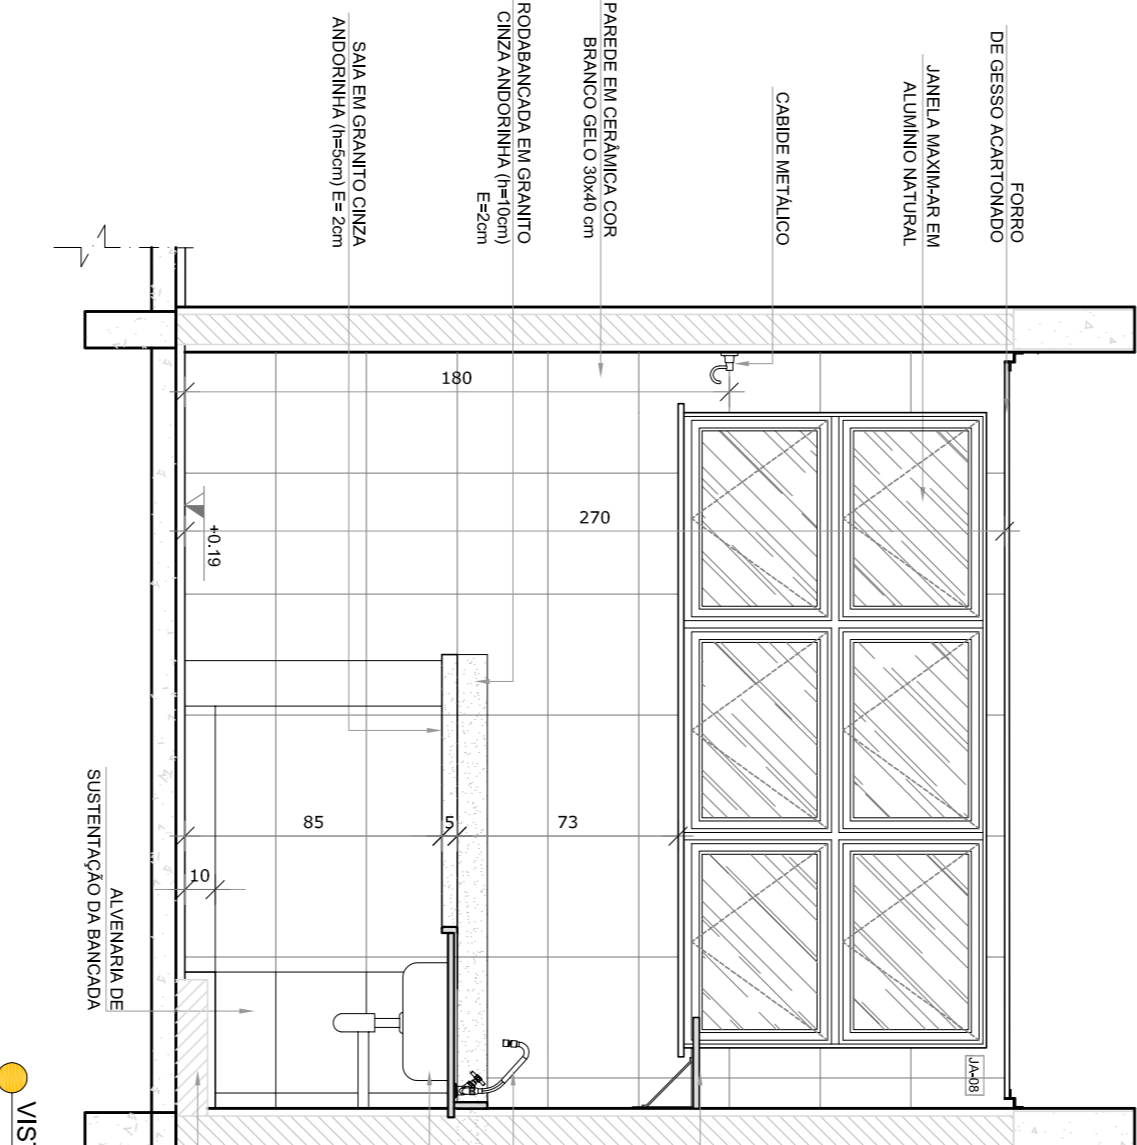 FORRO
DE GESSO ACARTONADO
JANELA MAXIM-AR EM
ALUMÍNIO NATURAL
CABIDE METÁLICO
PAREDE EM CERÂMICA COR
BRANCO GELO 30x40 cm
RODABANCADA EM GRANITO
CINZA ANDORINHA (h=10cm)
E=2cm
SAIA EM GRANITO CINZA
ANDORINHA (h=5cm) E= 2cm
180
270
+0.19
85
5
73
10
JA-08
ALVENARIA DE
SUSTENTAÇÃO DA BANCADA